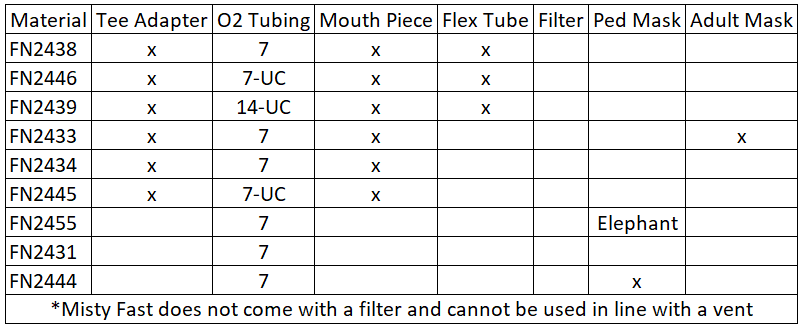 Material Tee Adapter O2 Tubing Mouth Piece Flex Tube Filter Ped Mask Adult Mask
FN2438 x 7 x x
FN2446 x 7-UC x x
FN2439 x 14-UC x x
FN2433 x 7 x x
FN2434 x 7 x
FN2445 x 7-UC x
FN2455 7 Elephant
FN2431 7
FN2444 7 x
*Misty Fast does not come with a filter and cannot be used in line with a vent